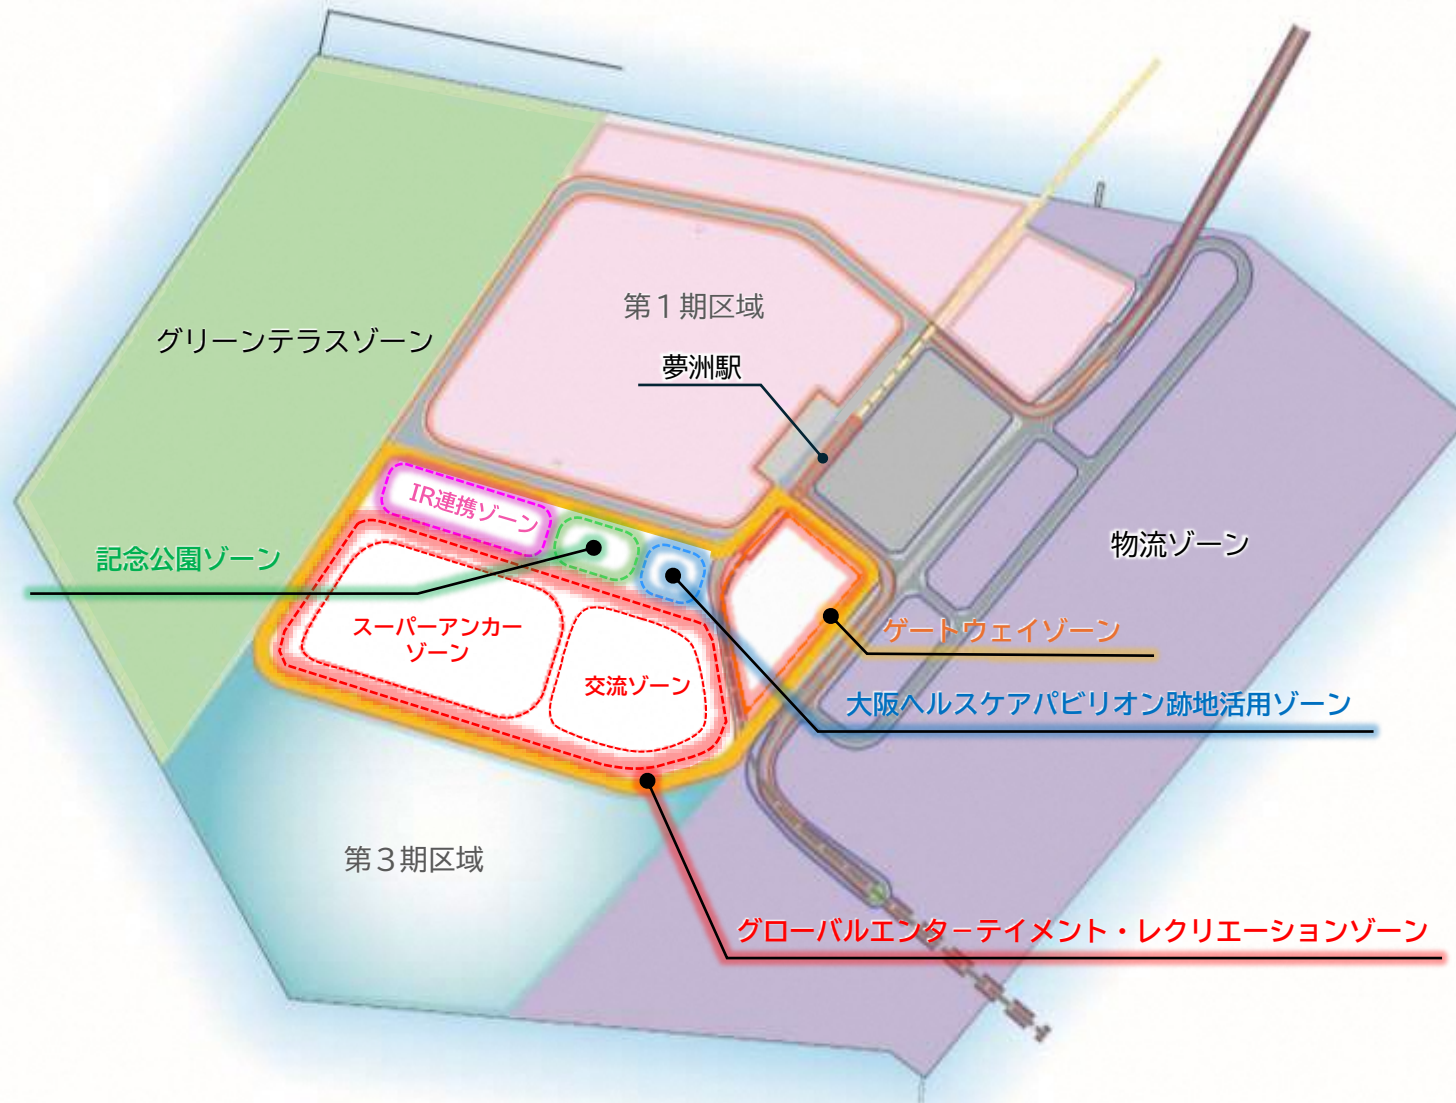 第１期区域
グリーンテラスゾーン
夢洲駅
IR連携ゾーン
記念公園ゾーン
物流ゾーン
スーパーアンカー
ゾーン
ゲートウェイゾーン
交流ゾーン
大阪ヘルスケアパビリオン跡地活用ゾーン
第３期区域
グローバルエンターテイメント・レクリエーションゾーン